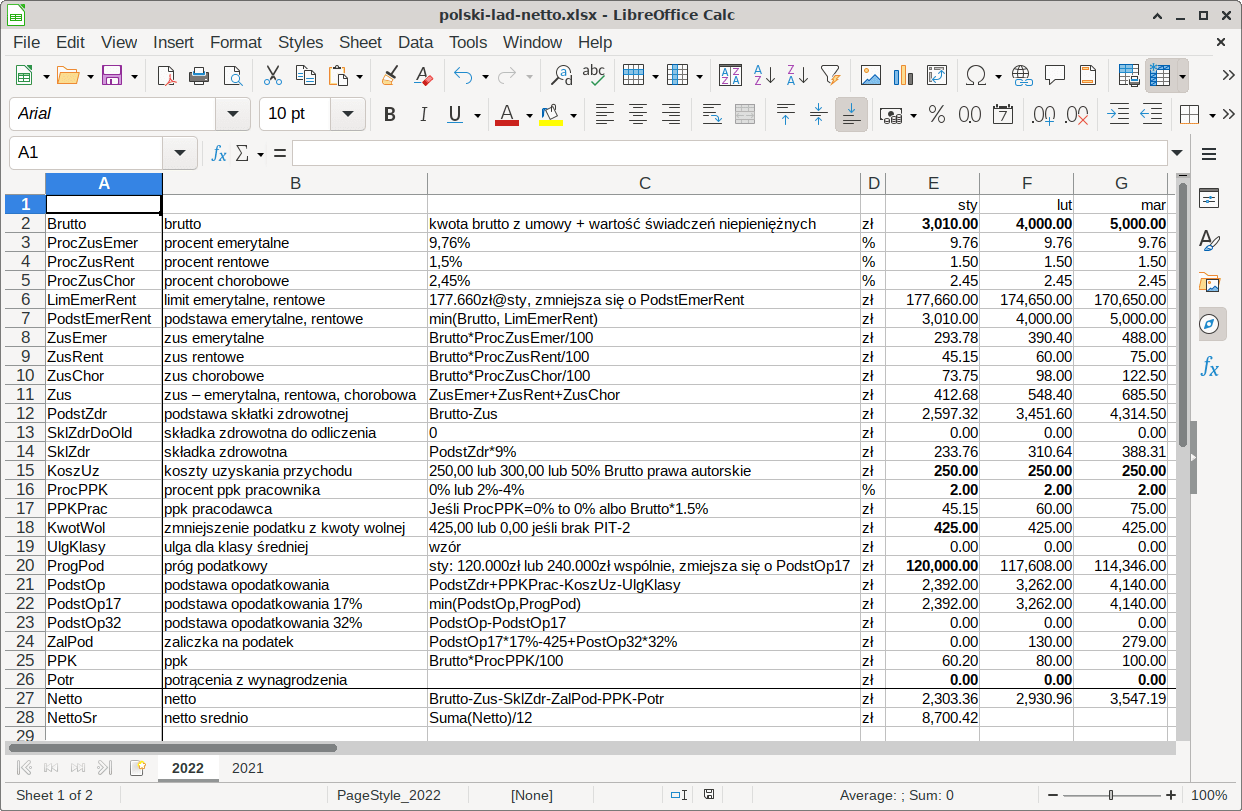 polski-lad-netto.xlsx - LibreOffice Calc
File Edit View Insert Format Styles Sheet Data Tools Window Help
Arial 10 pt
A1
A B C D E F G
1 sty lut mar
2 Brutto brutto kwota brutto z umowy + wartość świadczeń niepieniężnych zł 3,010.00 4,000.00 5,000.00
3 ProcZusEmer procent emerytalne 9,76% % 9.76 9.76 9.76
4 ProcZusRent procent rentowe 1,5% % 1.50 1.50 1.50
5 ProcZusChor procent chorobowe 2,45% % 2.45 2.45 2.45
6 LimEmerRent limit emerytalne, rentowe 177.660zł@sty, zmniejsza się o PodstEmerRent zł 177,660.00 174,650.00 170,650.00
7 PodstEmerRent podstawa emerytalne, rentowe min(Brutto, LimEmerRent) zł 3,010.00 4,000.00 5,000.00
8 ZusEmer zus emerytalne Brutto*ProcZusEmer/100 zł 293.78 390.40 488.00
9 ZusRent zus rentowe Brutto*ProcZusRent/100 zł 45.15 60.00 75.00
10 ZusChor zus chorobowe Brutto*ProcZusChor/100 zł 73.75 98.00 122.50
11 Zus zus – emerytalna, rentowa, chorobowa ZusEmer+ZusRent+ZusChor zł 412.68 548.40 685.50
12 PodstZdr podstawa skłatki zdrowotnej Brutto-Zus zł 2,597.32 3,451.60 4,314.50
13 SklZdrDoOld składka zdrowotna do odliczenia 0 zł 0.00 0.00 0.00
14 SklZdr składka zdrowotna PodstZdr*9% zł 233.76 310.64 388.31
15 KoszUz koszty uzyskania przychodu 250,00 lub 300,00 lub 50% Brutto prawa autorskie zł 250.00 250.00 250.00
16 ProcPPK procent ppk pracownika 0% lub 2%-4% % 2.00 2.00 2.00
17 PPKPrac ppk pracodawca Jeśli ProcPPK=0% to 0% albo Brutto*1.5% zł 45.15 60.00 75.00
18 KwotWol zmniejszenie podatku z kwoty wolnej 425,00 lub 0,00 jeśli brak PIT-2 zł 425.00 425.00 425.00
19 UlgKlasy ulga dla klasy średniej wzór zł 0.00 0.00 0.00
20 ProgPod próg podatkowy sty: 120.000zł lub 240.000zł wspólnie, zmiejsza się o PodstOp17 zł 120,000.00 117,608.00 114,346.00
21 PodstOp podstawa opodatkowania PodstZdr+PPKPrac-KoszUz-UlgKlasy zł 2,392.00 3,262.00 4,140.00
22 PodstOp17 podstawa opodatkowania 17% min(PodstOp,ProgPod) zł 2,392.00 3,262.00 4,140.00
23 PodstOp32 podstawa opodatkowania 32% PodstOp-PodstOp17 zł 0.00 0.00 0.00
24 ZalPod zaliczka na podatek PodstOp17*17%-425+PostOp32*32% zł 0.00 130.00 279.00
25 PPK ppk Brutto*ProcPPK/100 zł 60.20 80.00 100.00
26 Potr potrącenia z wynagrodzenia zł 0.00 0.00 0.00
27 Netto netto Brutto-Zus-SklZdr-ZalPod-PPK-Potr zł 2,303.36 2,930.96 3,547.19
28 NettoSr netto srednio Suma(Netto)/12 zł 8,700.42
29
2022 2021
Sheet 1 of 2 PageStyle_2022 [None] Average: ; Sum: 0 100%